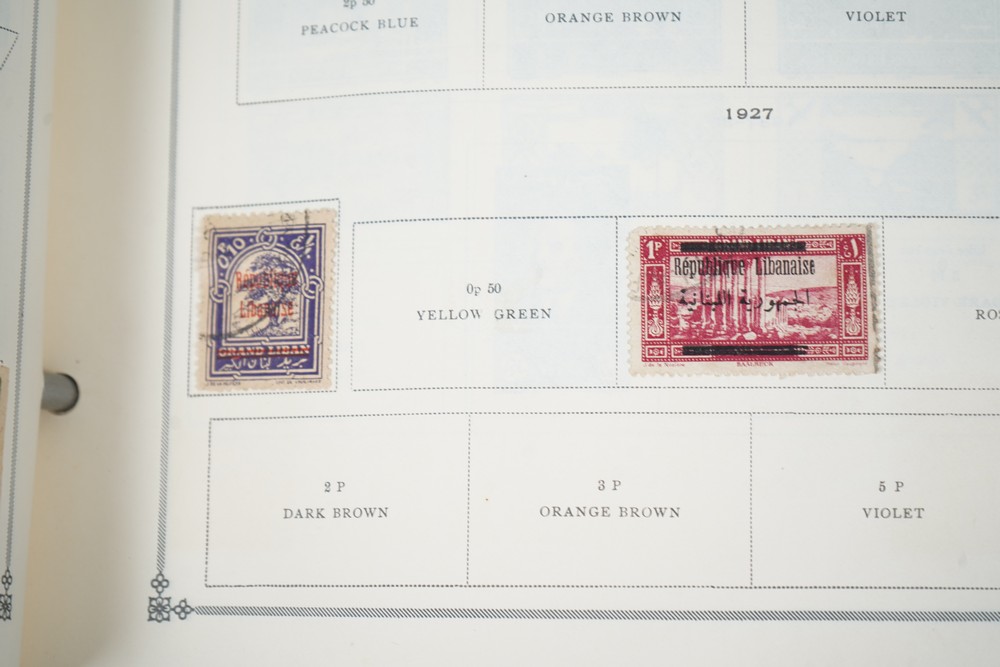 2p 50
PEACOCK BLUE
ORANGE BROWN
VIOLET
1927
République
Libanaise
GRAND LIBAN
0p 50
YELLOW GREEN
1P
République Libanaise
الجمهورية اللبنانية
BAALBECK
2 P
DARK BROWN
3 P
ORANGE BROWN
5 P
VIOLET